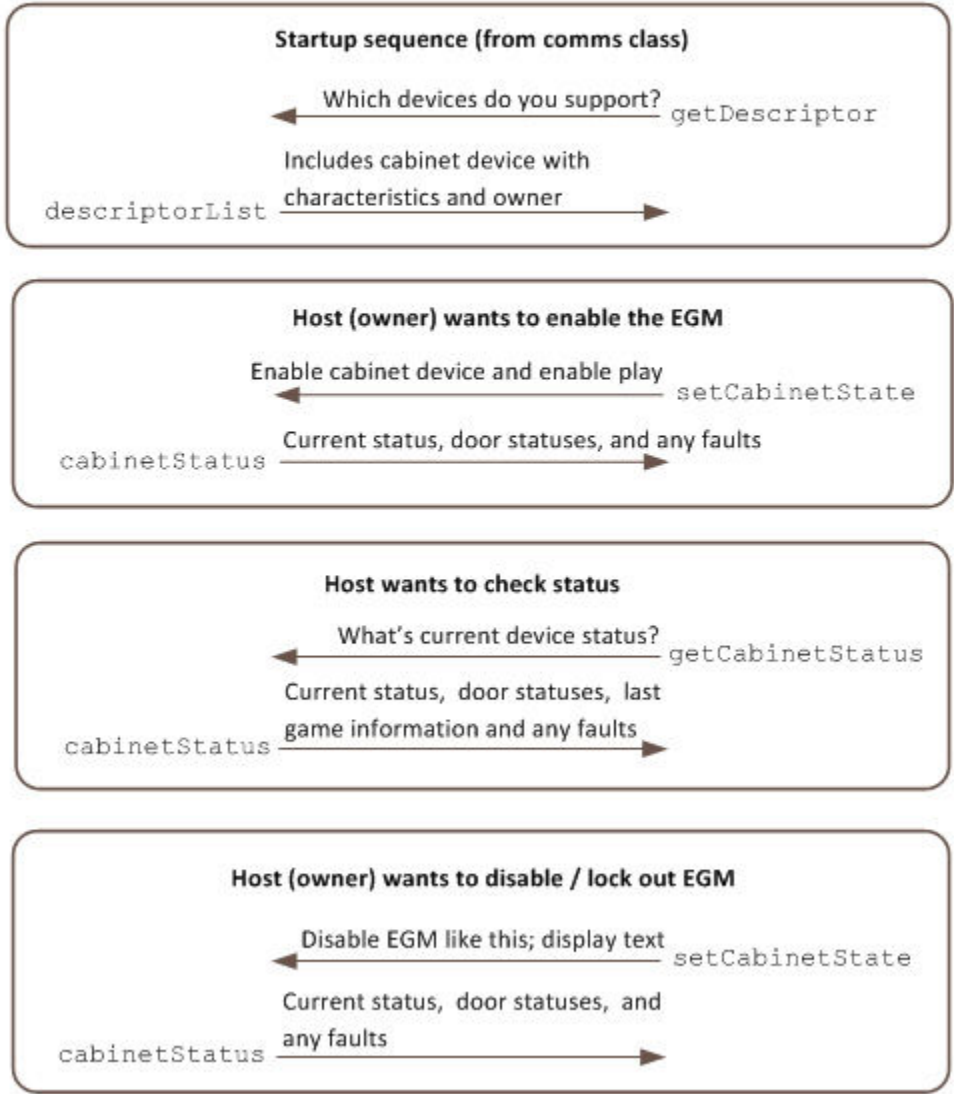 Startup sequence (from comms class)
Which devices do you support?
getDescriptor
Includes cabinet device with
characteristics and owner
descriptorList
Host (owner) wants to enable the EGM
Enable cabinet device and enable play
setCabinetState
Current status, door statuses, and any faults
cabinetStatus
Host wants to check status
What's current device status?
getCabinetStatus
Current status, door statuses, last
game information and any faults
cabinetStatus
Host (owner) wants to disable / lock out EGM
Disable EGM like this; display text
setCabinetState
Current status, door statuses, and
any faults
cabinetStatus